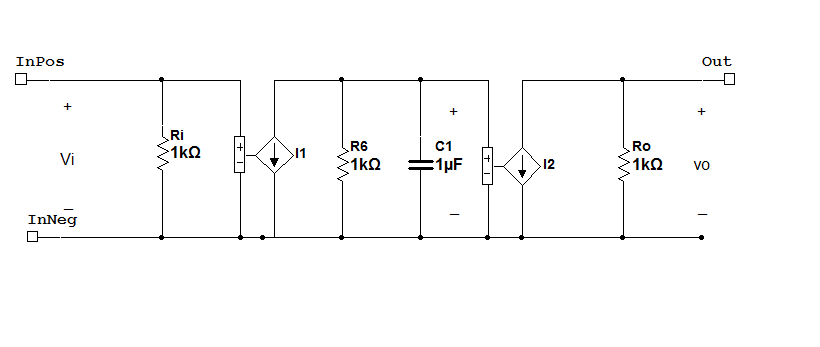 InPos
Out
+
+
+
Ri
1kΩ
+
−
I1
R6
1kΩ
C1
1µF
+
−
I2
Ro
1kΩ
Vi
vo
−
−
−
InNeg